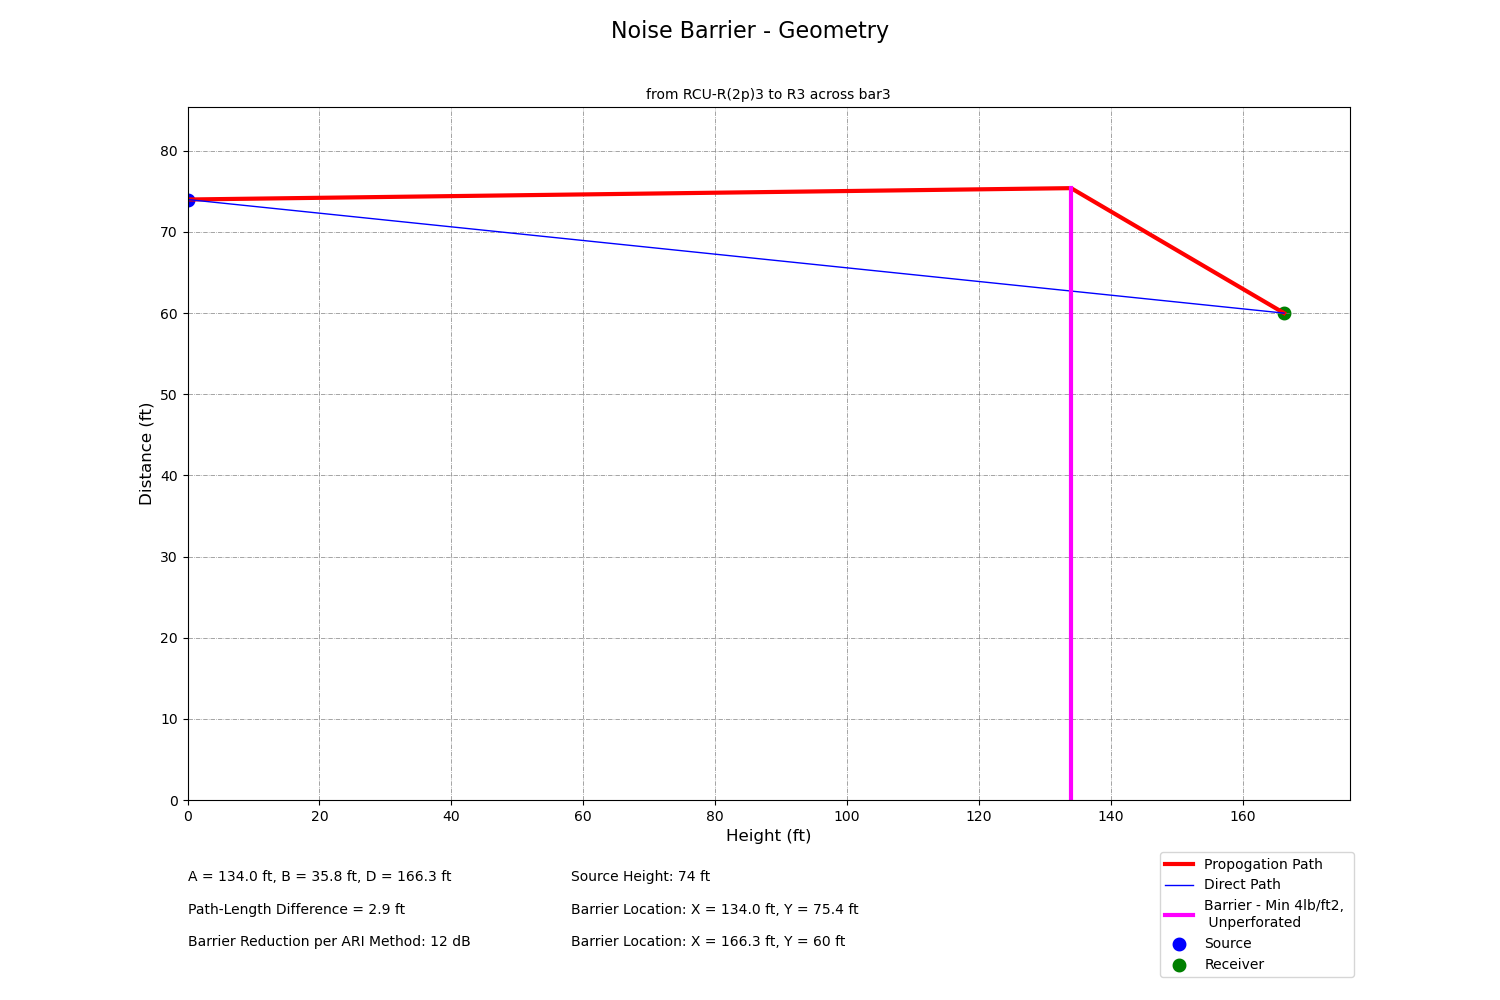 Noise Barrier - Geometry
from RCU-R(2p)3 to R3 across bar3
80
70
60
50
40
30
20
10
0
Distance (ft)
0 20 40 60 80 100 120 140 160
Height (ft)
A = 134.0 ft, B = 35.8 ft, D = 166.3 ft
Path-Length Difference = 2.9 ft
Barrier Reduction per ARI Method: 12 dB
Source Height: 74 ft
Barrier Location: X = 134.0 ft, Y = 75.4 ft
Barrier Location: X = 166.3 ft, Y = 60 ft
Propogation Path
Direct Path
Barrier - Min 4lb/ft2,
Unperforated
Source
Receiver